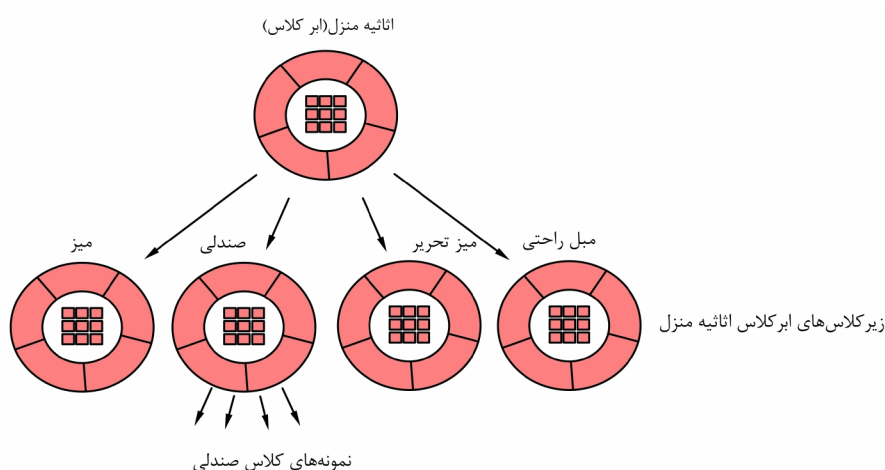 اثاثیه منزل(ابر کلاس)
مبل راحتی
میز تحریر
صندلی
میز
زیرکلاس‌های ابرکلاس اثاثیه منزل
نمونه‌های کلاس صندلی